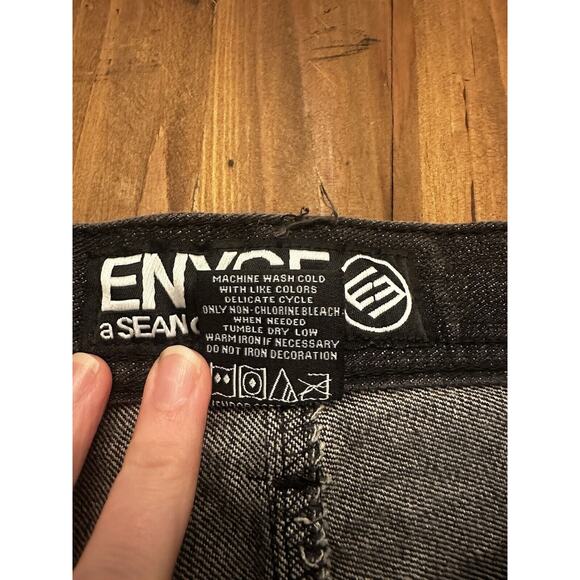 ENYCE
a SEAN
MACHINE WASH COLD
WITH LIKE COLORS
DELICATE CYCLE
ONLY NON-CHLORINE BLEACH
WHEN NEEDED
TUMBLE DRY LOW
WARM IRON IF NECESSARY
DO NOT IRON DECORATION